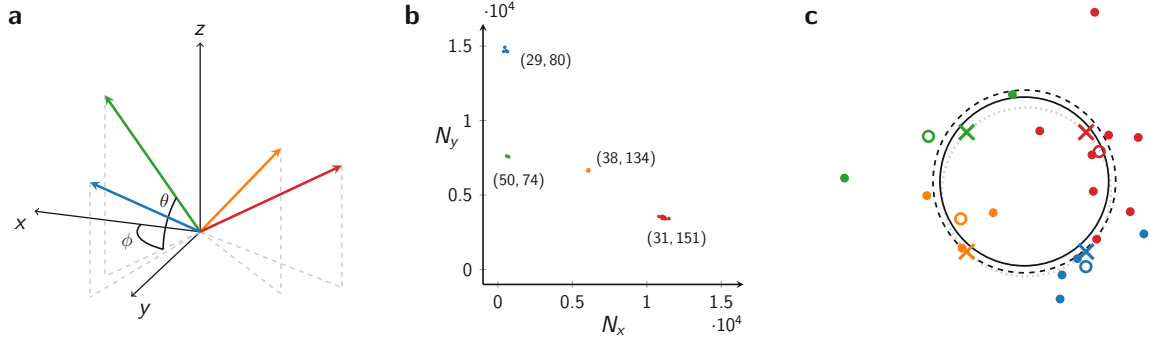 a
z
θ
x
ϕ
y
b
·10⁴
1.5
(29, 80)
1
N_y
(38, 134)
0.5
(50, 74)
(31, 151)
0
0
0.5
1
1.5
N_x
·10⁴
c